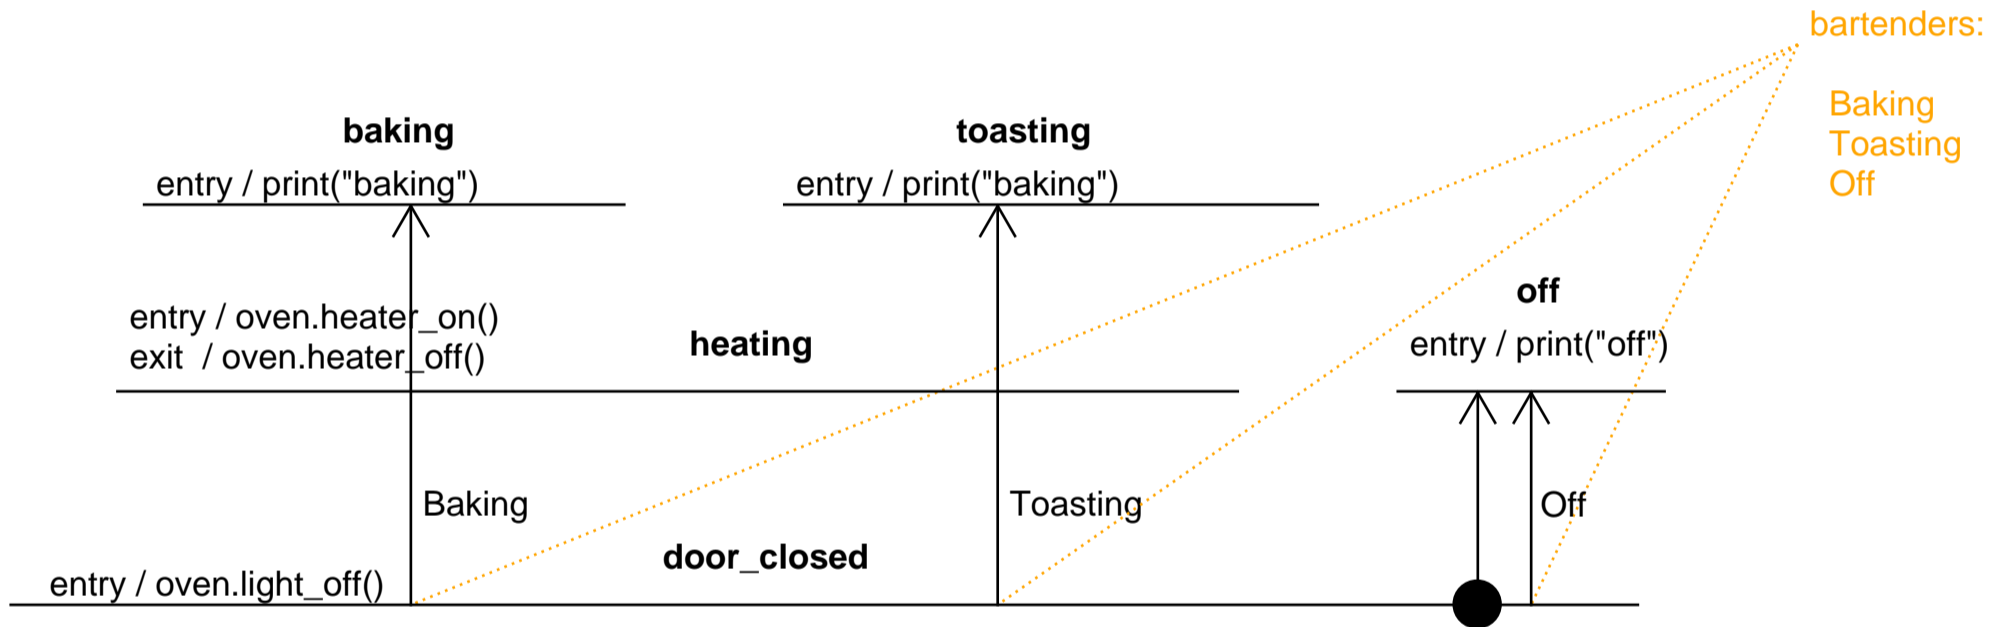 bartenders:
Baking
Toasting
Off
baking
entry / print("baking")
toasting
entry / print("baking")
off
entry / print("off")
entry / oven.heater_on()
exit / oven.heater_off()
heating
Baking
Toasting
Off
door_closed
entry / oven.light_off()